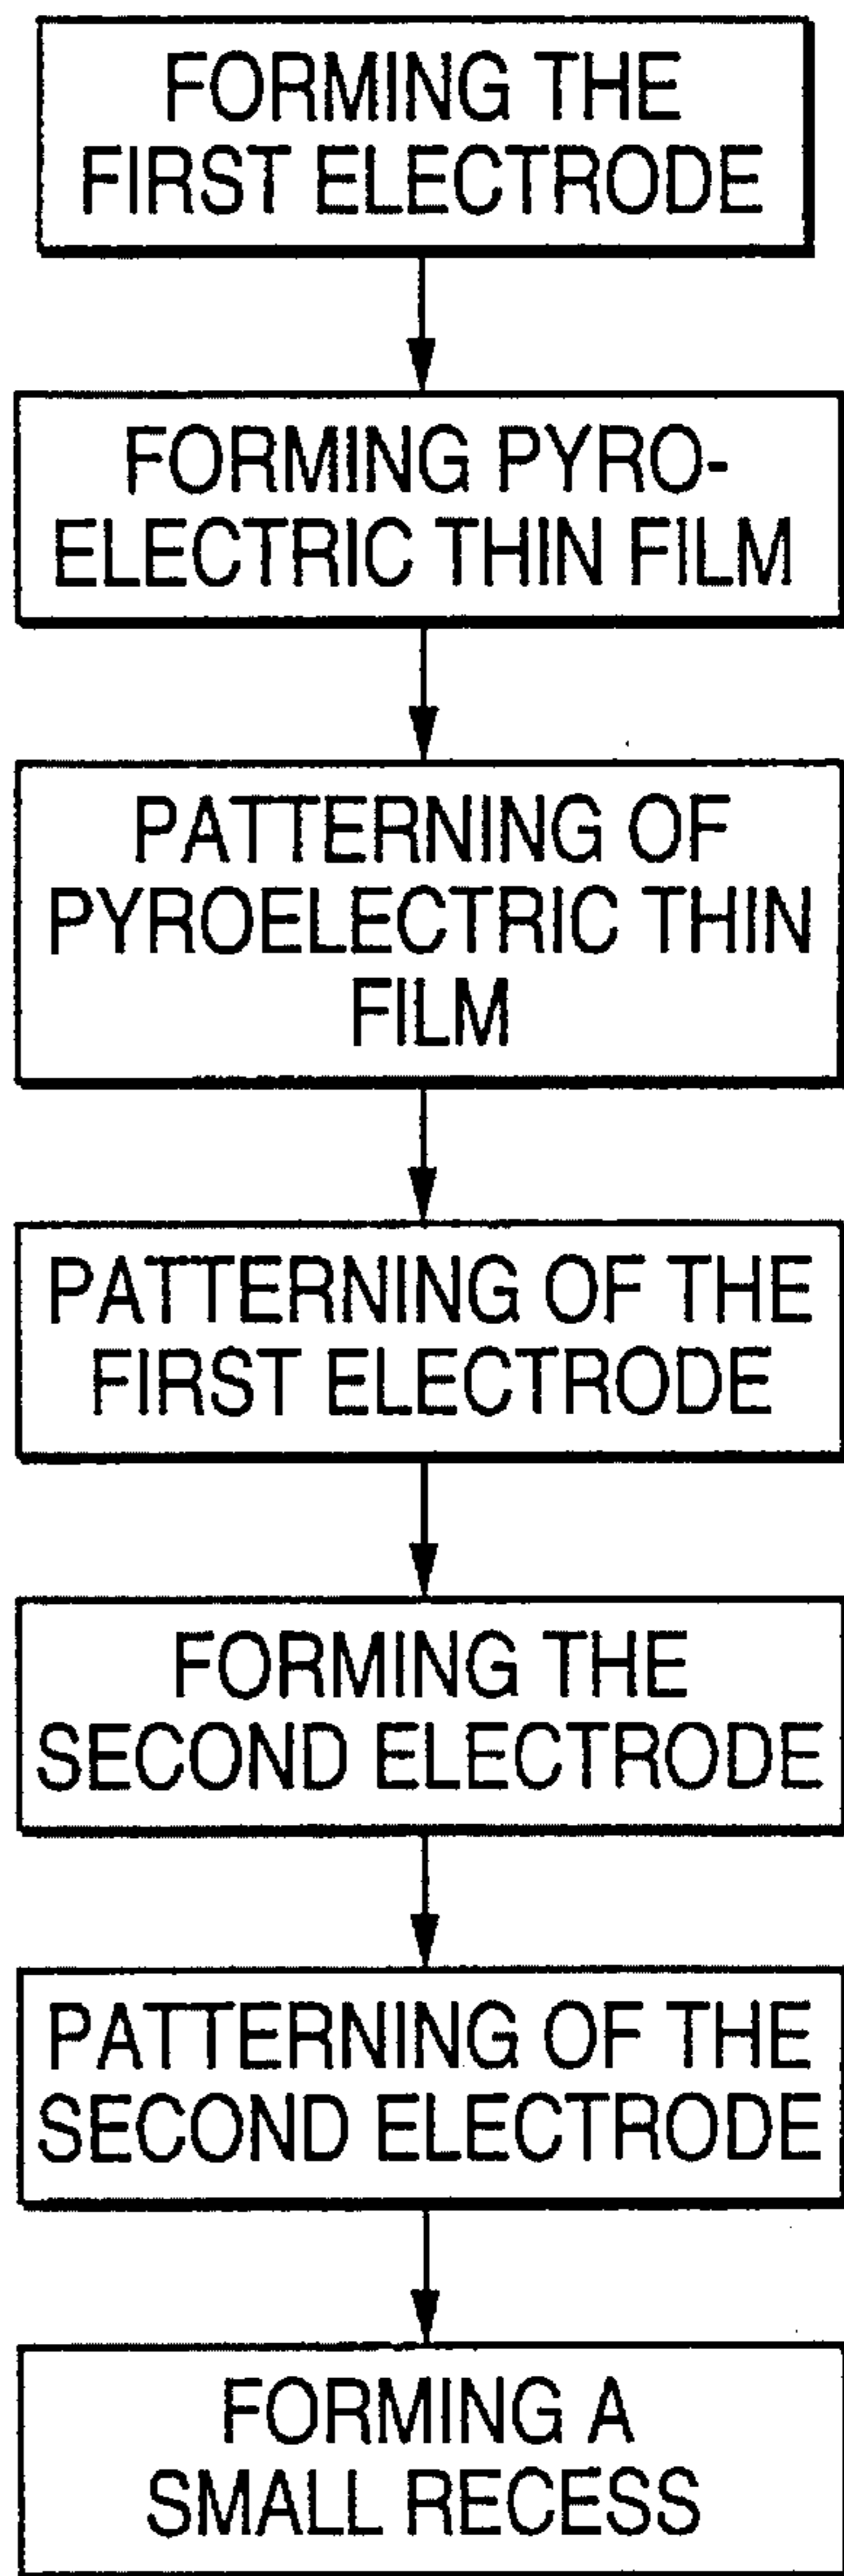 FORMING THE
FIRST ELECTRODE
FORMING PYRO-
ELECTRIC THIN FILM
PATTERNING OF
PYROELECTRIC THIN
FILM
PATTERNING OF THE
FIRST ELECTRODE
FORMING THE
SECOND ELECTRODE
PATTERNING OF THE
SECOND ELECTRODE
FORMING A
SMALL RECESS